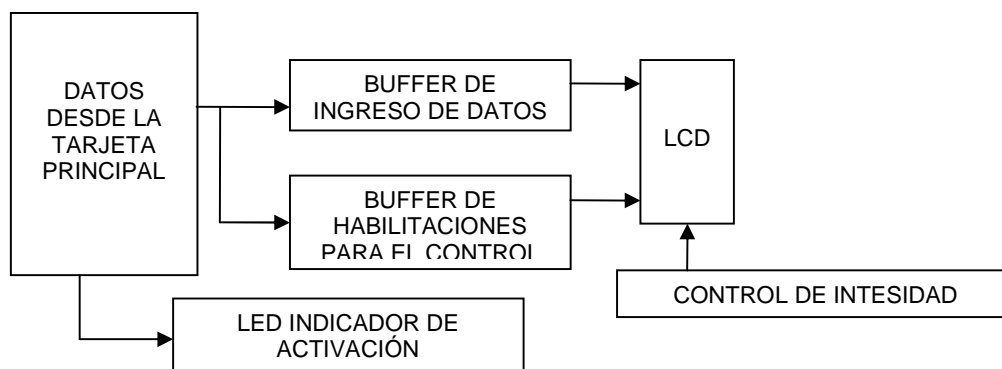 DATOS
DESDE LA
TARJETA
PRINCIPAL
BUFFER DE
INGRESO DE DATOS
BUFFER DE
HABILITACIONES
PARA EL CONTROL
LCD
CONTROL DE INTESIDAD
LED INDICADOR DE
ACTIVACIÓN